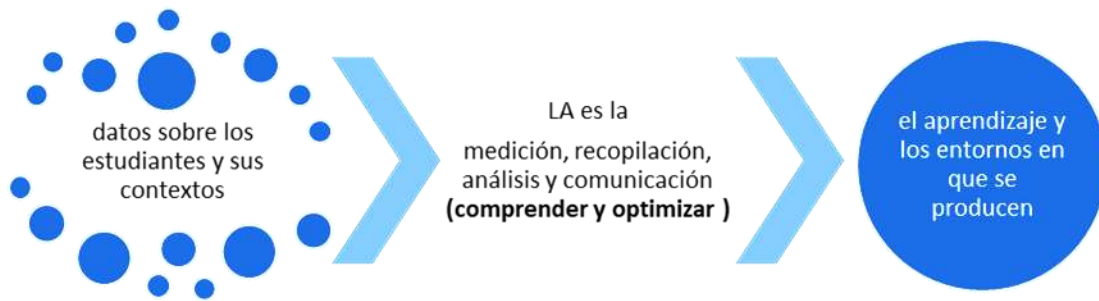 datos sobre los
estudiantes y sus
contextos
LA es la
medición, recopilación,
análisis y comunicación
(comprender y optimizar )
el aprendizaje y
los entornos en
que se
producen